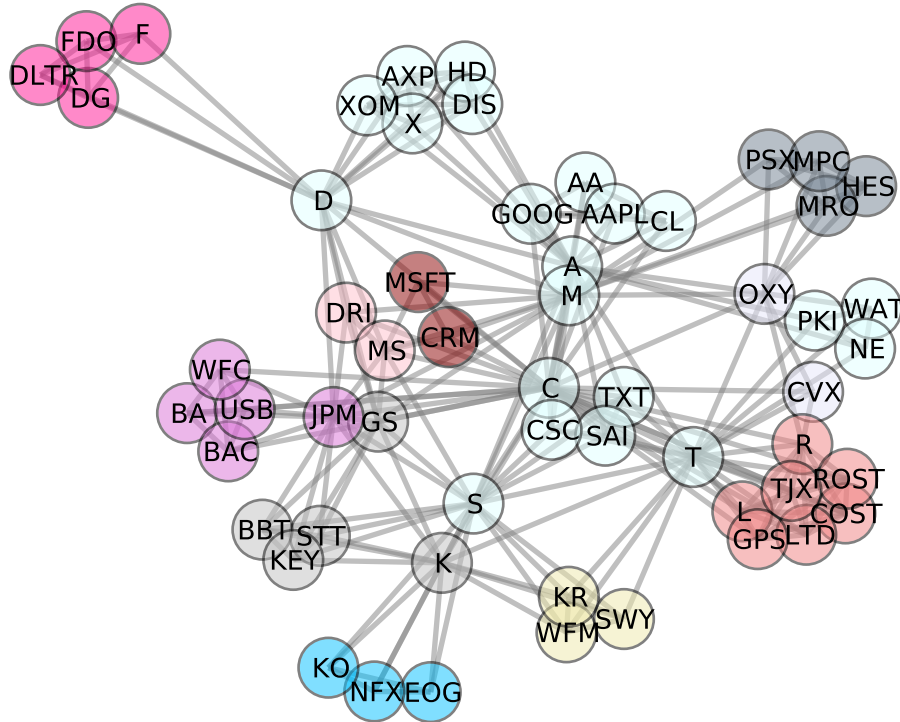 F
FDO
DLTR
DG
AXP
HD
XOM
DIS
X
D
AA
GOOG
AAPL
CL
PSX
MPC
HES
MRO
A
M
MSFT
DRI
CRM
MS
OXY
WAT
PKI
NE
WFC
BA
USB
BAC
JPM
GS
C
TXT
CSC
SAI
CVX
T
R
ROST
TJX
L
COST
GPS
LTD
S
BBT
STT
KEY
K
KR
SWY
WFM
KO
NFX
EOG